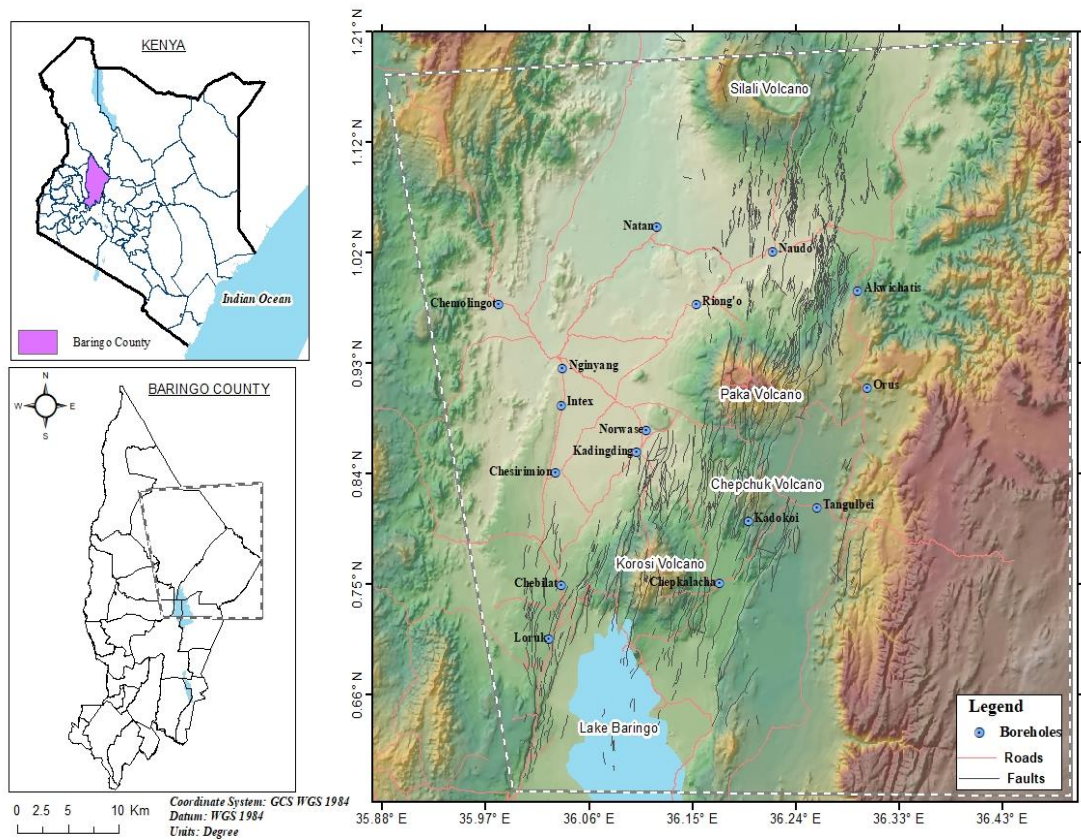 KENYA
Indian Ocean
Baringo County
BARINGO COUNTY
N
W
E
S
0 2.5 5 10 Km
Coordinate System: GCS WGS 1984
Datum: WGS 1984
Units: Degree
1.21° N
1.12° N
1.02° N
0.93° N
0.84° N
0.75° N
0.66° N
35.88° E
35.97° E
36.06° E
36.15° E
36.24° E
36.33° E
36.43° E
Silali Volcano
Natan
Naudo
Akwichatis
Chemolingot
Riong'o
Nginyang
Paka Volcano
Orus
Intex
Norwase
Kadingding
Chesirimion
Chepchuk Volcano
Tangulbei
Kadokoi
Korosi Volcano
Chebilat
Chepkalacha
Loruk
Lake Baringo
Legend
Boreholes
Roads
Faults